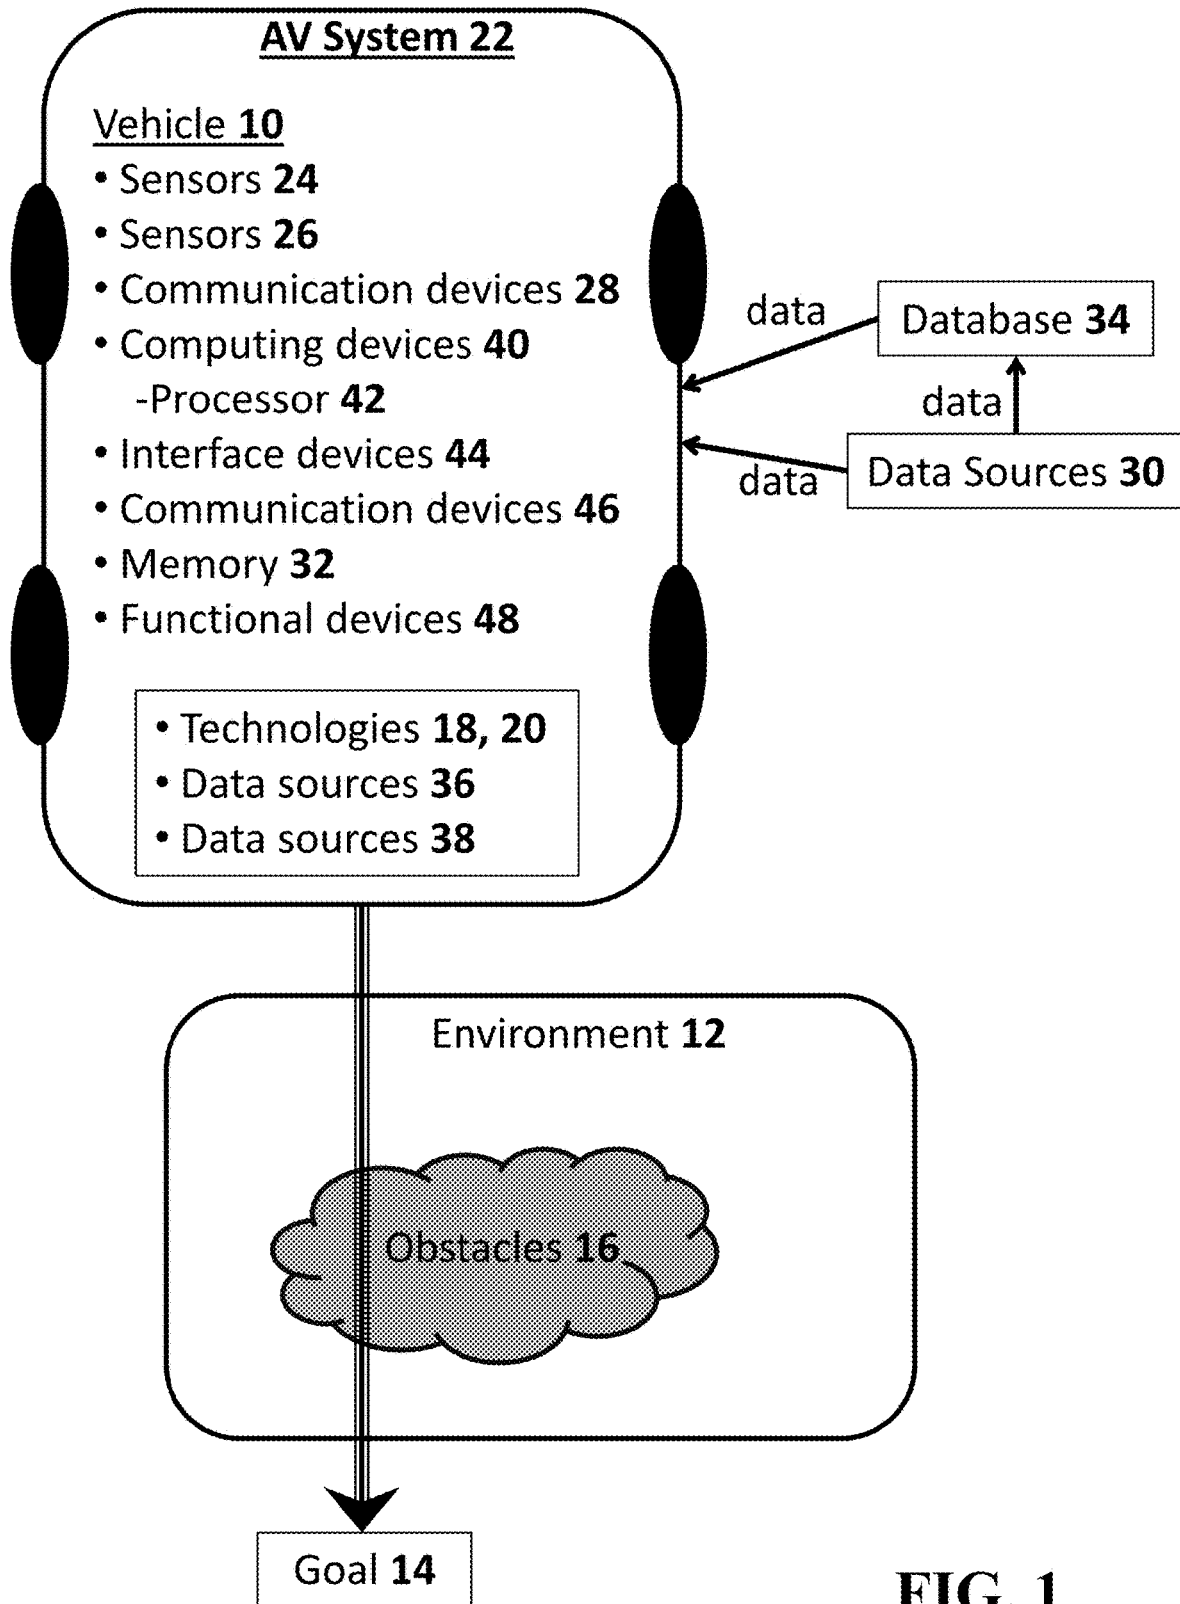 AV System 22
Vehicle 10
• Sensors 24
• Sensors 26
• Communication devices 28
• Computing devices 40
-Processor 42
• Interface devices 44
• Communication devices 46
• Memory 32
• Functional devices 48
• Technologies 18, 20
• Data sources 36
• Data sources 38
data
Database 34
data
data
Data Sources 30
Environment 12
Obstacles 16
Goal 14
FIG. 1